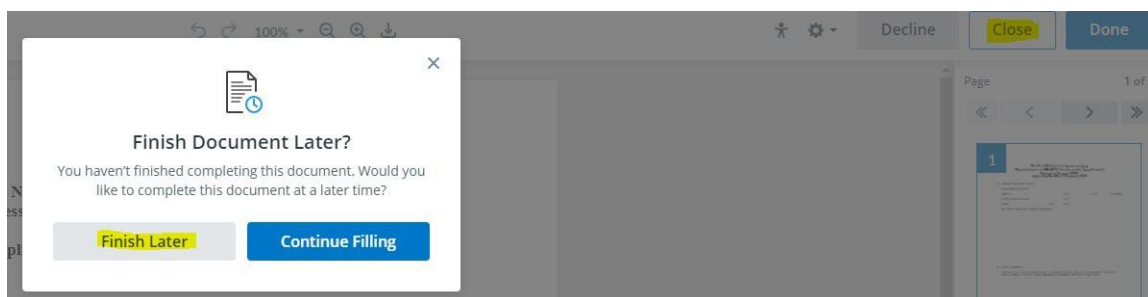 100%
Decline
Close
Done
Page
1 of
1
Finish Document Later?
You haven't finished completing this document. Would you
like to complete this document at a later time?
Finish Later
Continue Filling